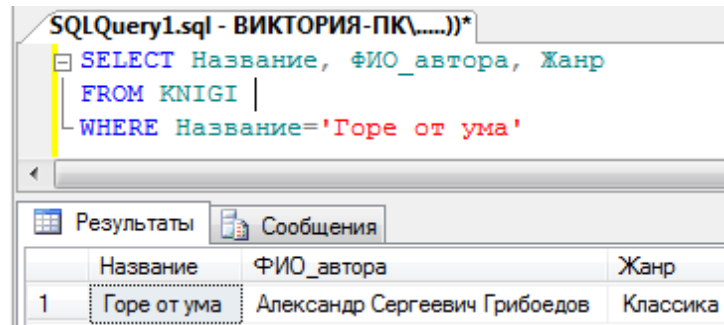 SQLQuery1.sql - ВИКТОРИЯ-ПК\.....))*
SELECT Название, ФИО_автора, Жанр
FROM KNIGI
WHERE Название='Горе от ума'
Результаты Сообщения
Название ФИО_автора Жанр
1 Горе от ума Александр Сергеевич Грибоедов Классика